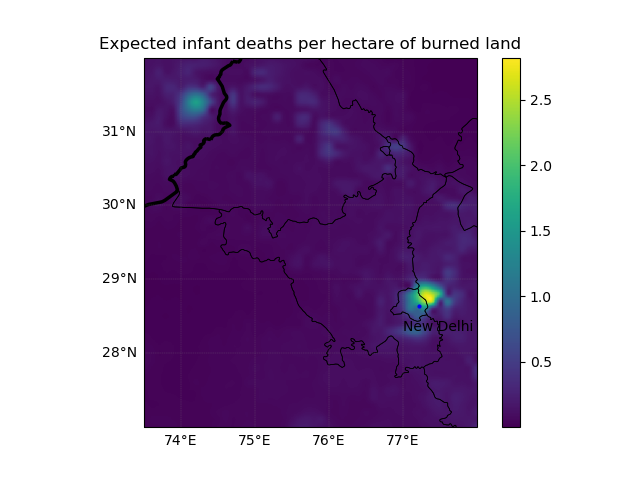 Expected infant deaths per hectare of burned land
31°N
30°N
29°N
28°N
New Delhi
74°E
75°E
76°E
77°E
2.5
2.0
1.5
1.0
0.5